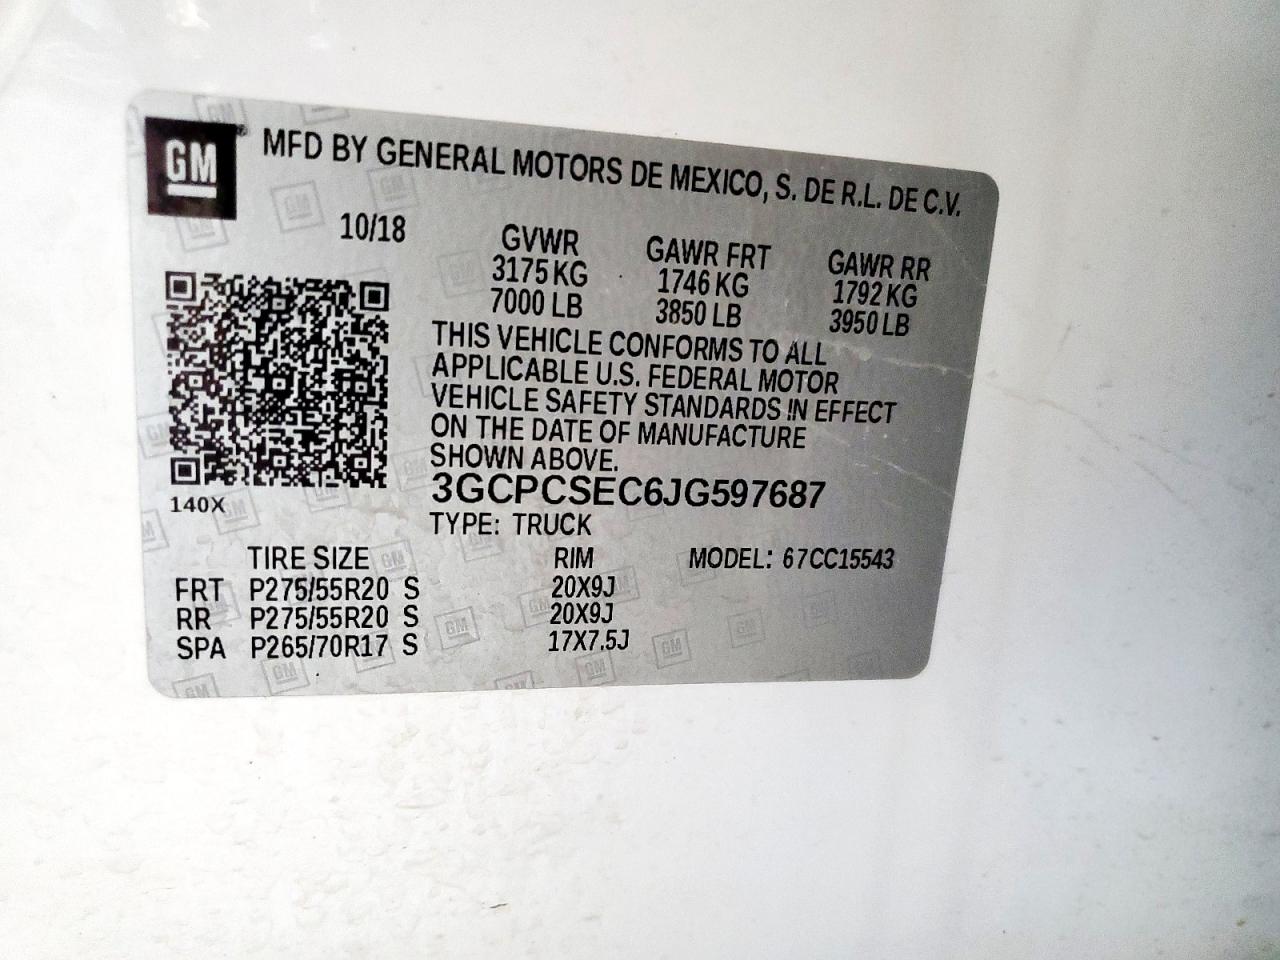 GM ® MFD BY GENERAL MOTORS DE MEXICO, S. DE R.L. DE C.V.
10/18
GVWR GAWR FRT GAWR RR
3175 KG 1746 KG 1792 KG
7000 LB 3850 LB 3950 LB
THIS VEHICLE CONFORMS TO ALL
APPLICABLE U.S. FEDERAL MOTOR
VEHICLE SAFETY STANDARDS IN EFFECT
ON THE DATE OF MANUFACTURE
SHOWN ABOVE.
3GCPCSEC6JG597687
140X
TYPE: TRUCK
TIRE SIZE RIM MODEL: 67CC15543
FRT P275/55R20 S 20X9J
RR P275/55R20 S 20X9J
SPA P265/70R17 S 17X7.5J